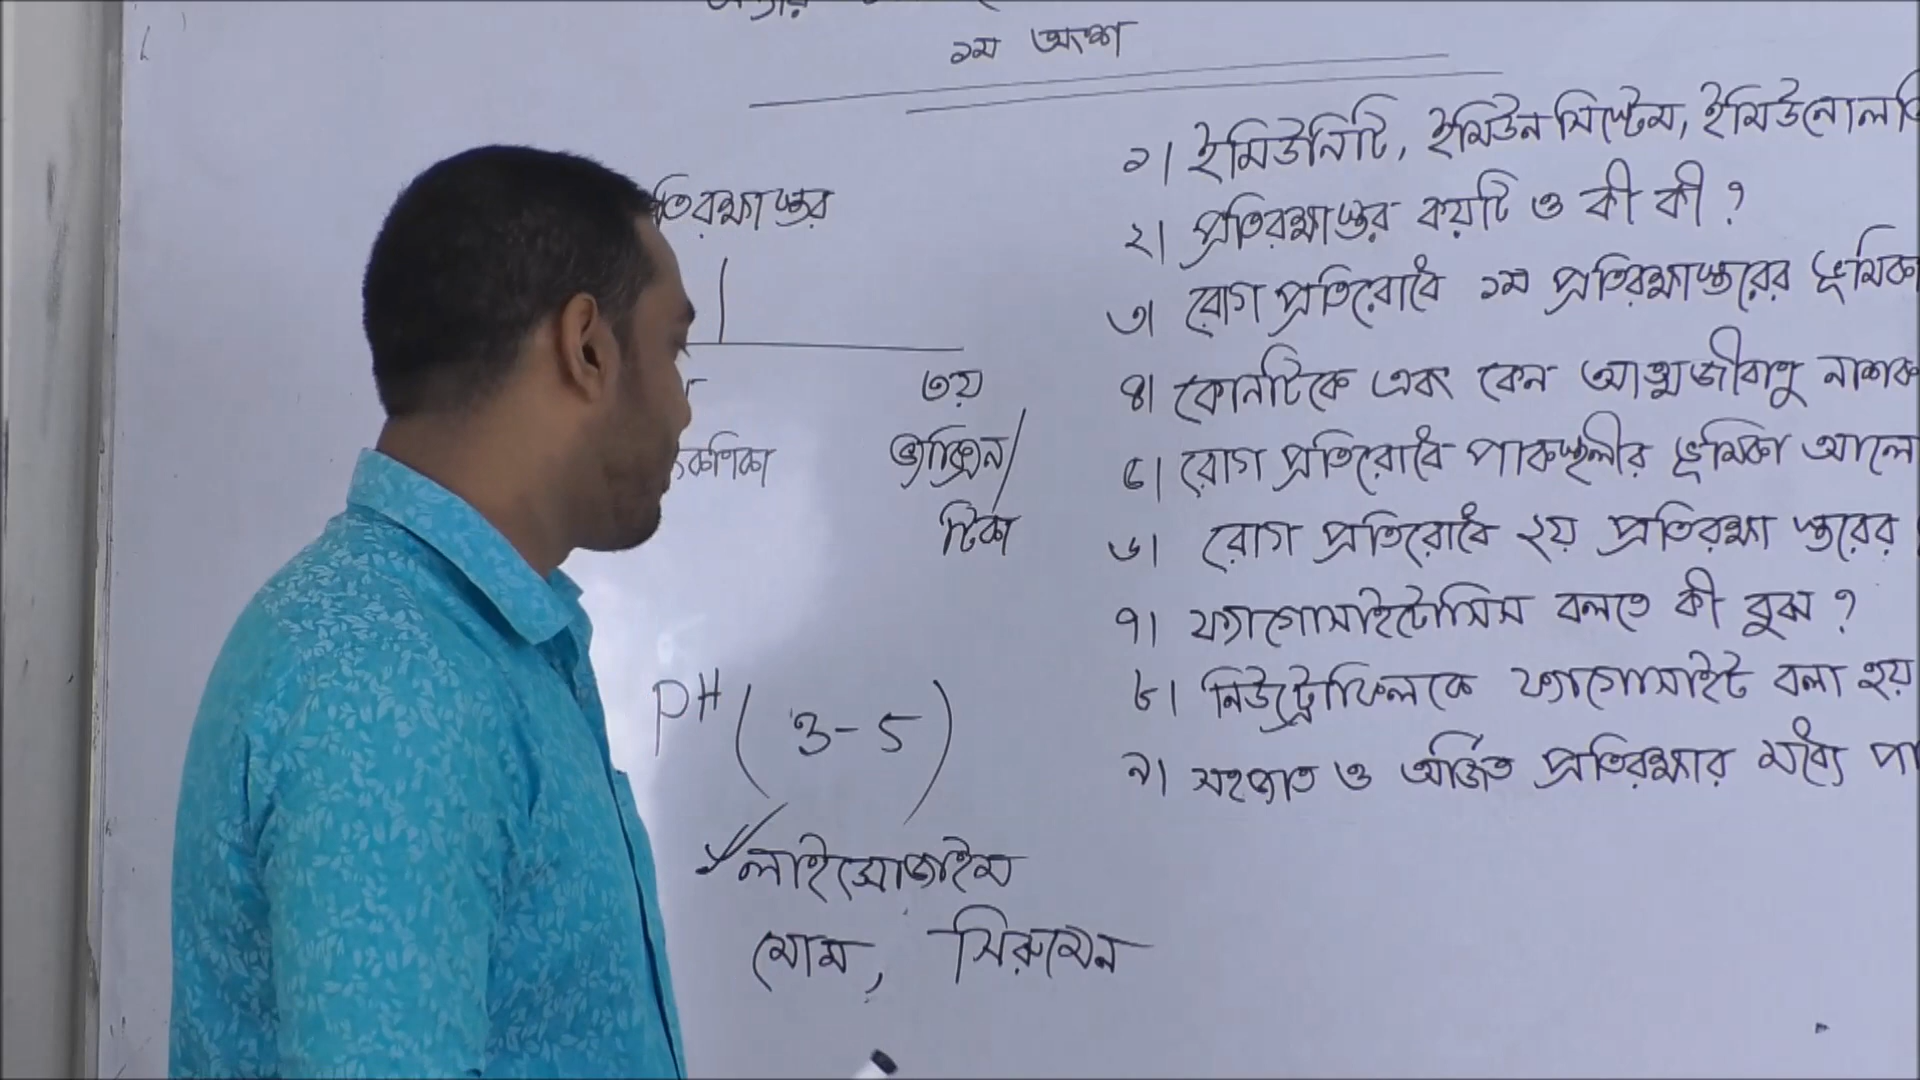 ১ম অংশ
তিরক্ষাস্তর
৩য়
কণিকা ভ্যাক্সিন/
টিকা
PH (3-5)
লাইসোজাইম
মোম, সিরুমেন
১। ইমিউনিটি, ইমিউন সিস্টেম, ইমিউনোলজি
২। প্রতিরক্ষাস্তর কয়টি ও কী কী ?
৩। রোগ প্রতিরোধে ১ম প্রতিরক্ষাস্তরের ভূমিকা
৪। কোনটিকে এবং কেন আত্মজীবাণু নাশক
৫। রোগ প্রতিরোধে পাকস্থলীর ভূমিকা আলো
৬। রোগ প্রতিরোধে ২য় প্রতিরক্ষা স্তরের
৭। ফ্যাগোসাইটোসিস বলতে কী বুঝ ?
৮। নিউট্রোফিলকে ফ্যাগোসাইট বলা হয়
৯। সহজাত ও অর্জিত প্রতিরক্ষার মধ্যে পা